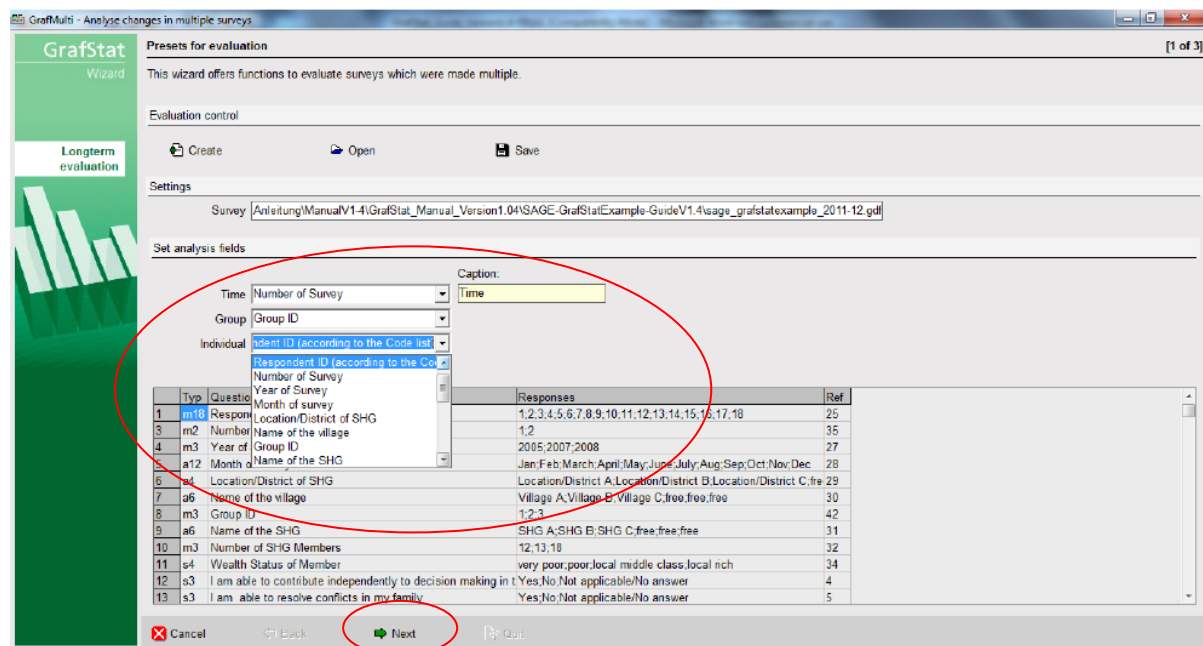 GrafMulti - Analyse changes in multiple surveys
GrafStat
Wizard
Longterm
evaluation
Presets for evaluation [1 of 3]
This wizard offers functions to evaluate surveys which were made multiple.
Evaluation control
Create Open Save
Settings
Survey Anleitung\ManualV1-4\GrafStat_Manual_Version1.04\SAGE-GrafStatExample-GuideV1.4\sage_grafstatexample_2011-12.gdf
Set analysis fields
Caption:
Time Number of Survey Time
Group Group ID
Individual ndent ID (according to the Code list
Respondent ID (according to the Co
Number of Survey
Year of Survey
Month of survey
Location/District of SHG
Name of the village
Group ID
Name of the SHG
Typ Questio Responses Ref
1 m18 Respon 1;2;3;4;5;6;7;8;9;10;11;12;13;14;15;16;17;18 25
3 m2 Number 1;2 35
4 m3 Year of 2005;2007;2008 27
5 a12 Month o Jan;Feb;March;April;May;June;July;Aug;Sep;Oct;Nov;Dec 28
6 a4 Location/District of SHG Location/District A;Location/District B;Location/District C;fre 29
7 a6 Name of the village Village A;Village B;Village C;free;free;free 30
8 m3 Group ID 1;2;3 42
9 a6 Name of the SHG SHG A;SHG B;SHG C;free;free;free 31
10 m3 Number of SHG Members 12;13;18 32
11 s4 Wealth Status of Member very poor;poor;local middle class;local rich 34
12 s3 I am able to contribute independently to decision making in t Yes;No;Not applicable/No answer 4
13 s3 I am able to resolve conflicts in my family Yes;No;Not applicable/No answer 5
Cancel Back Next Quit